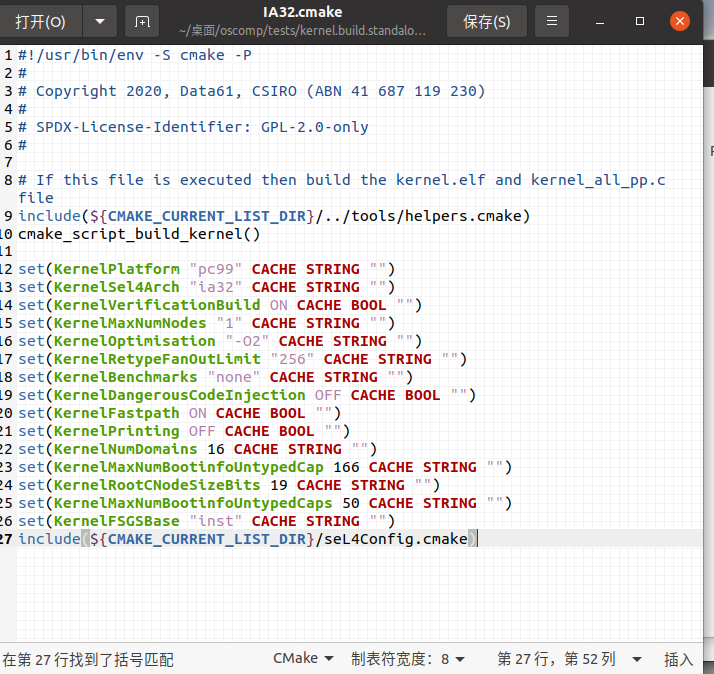 打开(O)
IA32.cmake
~/桌面/oscomp/tests/kernel.build.standalo...
保存(S)
1 #!/usr/bin/env -S cmake -P
2 #
3 # Copyright 2020, Data61, CSIRO (ABN 41 687 119 230)
4 #
5 # SPDX-License-Identifier: GPL-2.0-only
6 #
7
8 # If this file is executed then build the kernel.elf and kernel_all_pp.c
file
9 include(${CMAKE_CURRENT_LIST_DIR}/../tools/helpers.cmake)
10 cmake_script_build_kernel()
11
12 set(KernelPlatform "pc99" CACHE STRING "")
13 set(KernelSel4Arch "ia32" CACHE STRING "")
14 set(KernelVerificationBuild ON CACHE BOOL "")
15 set(KernelMaxNumNodes "1" CACHE STRING "")
16 set(KernelOptimisation "-O2" CACHE STRING "")
17 set(KernelRetypeFanOutLimit "256" CACHE STRING "")
18 set(KernelBenchmarks "none" CACHE STRING "")
19 set(KernelDangerousCodeInjection OFF CACHE BOOL "")
20 set(KernelFastpath ON CACHE BOOL "")
21 set(KernelPrinting OFF CACHE BOOL "")
22 set(KernelNumDomains 16 CACHE STRING "")
23 set(KernelMaxNumBootinfoUntypedCap 166 CACHE STRING "")
24 set(KernelRootCNodeSizeBits 19 CACHE STRING "")
25 set(KernelMaxNumBootinfoUntypedCaps 50 CACHE STRING "")
26 set(KernelFSGSBase "inst" CACHE STRING "")
27 include(${CMAKE_CURRENT_LIST_DIR}/seL4Config.cmake)
在第 27 行找到了括号匹配
CMake
制表符宽度：8
第 27 行，第 52 列
插入